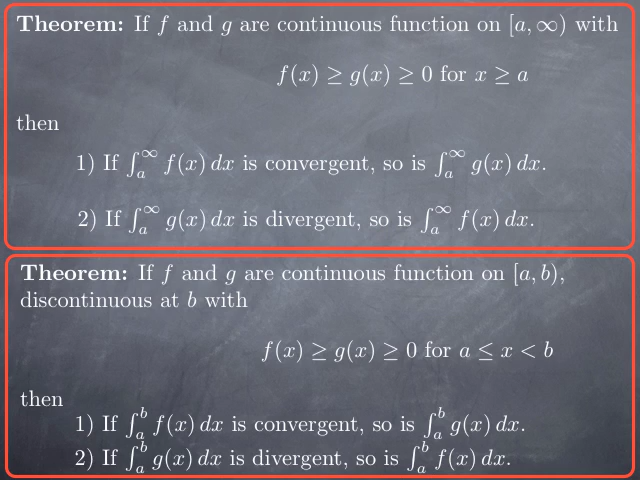 Theorem: If f and g are continuous function on [a, ∞) with
f(x) ≥ g(x) ≥ 0 for x ≥ a
then
1) If ∫_a^∞ f(x) dx is convergent, so is ∫_a^∞ g(x) dx.
2) If ∫_a^∞ g(x) dx is divergent, so is ∫_a^∞ f(x) dx.
Theorem: If f and g are continuous function on [a, b),
discontinuous at b with
f(x) ≥ g(x) ≥ 0 for a ≤ x < b
then
1) If ∫_a^b f(x) dx is convergent, so is ∫_a^b g(x) dx.
2) If ∫_a^b g(x) dx is divergent, so is ∫_a^b f(x) dx.